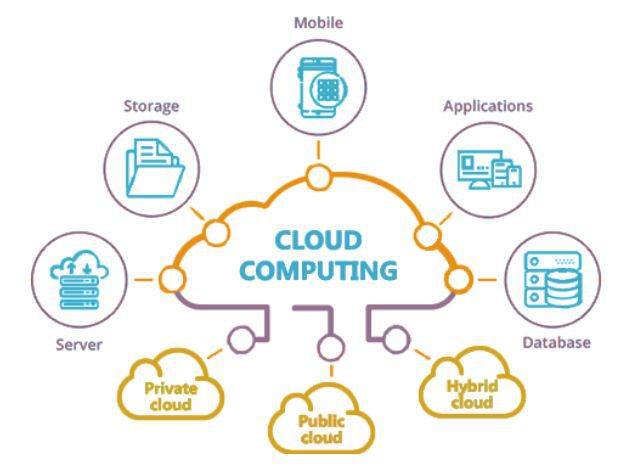 Mobile
Storage
Applications
CLOUD
COMPUTING
Server
Database
Private
cloud
Public
cloud
Hybrid
cloud